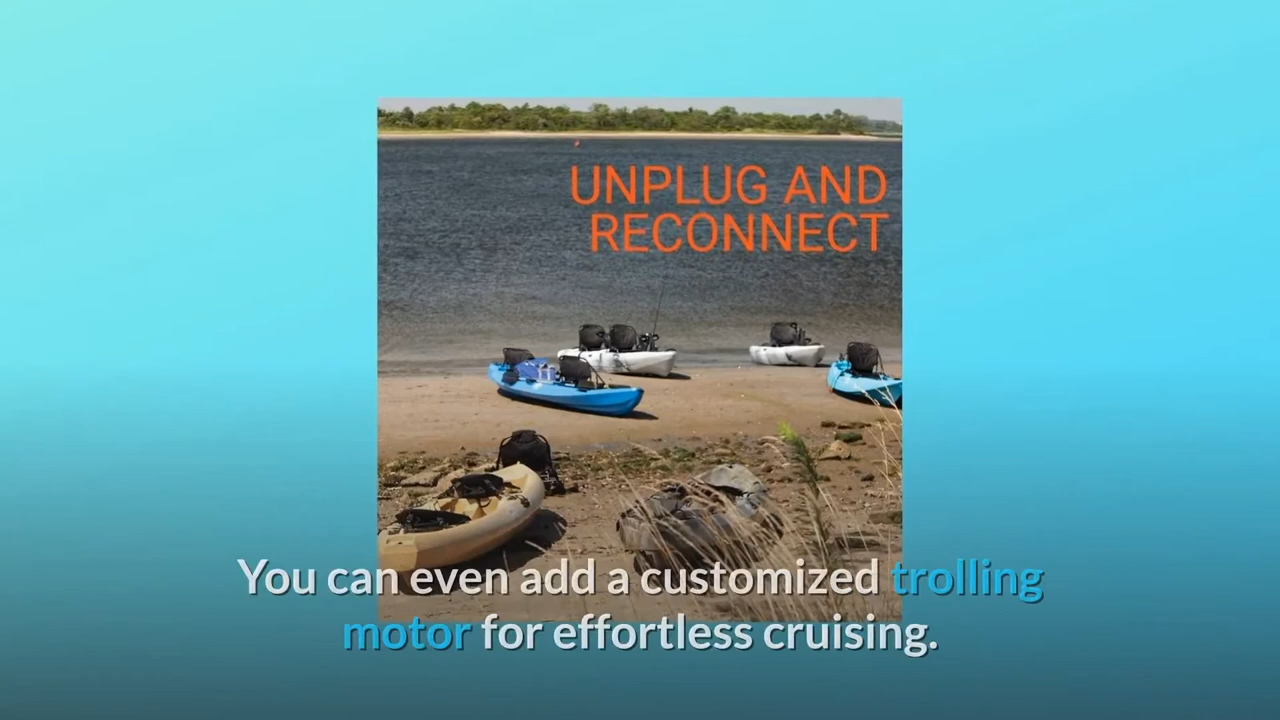 UNPLUG AND
RECONNECT
You can even add a customized trolling
motor for effortless cruising.